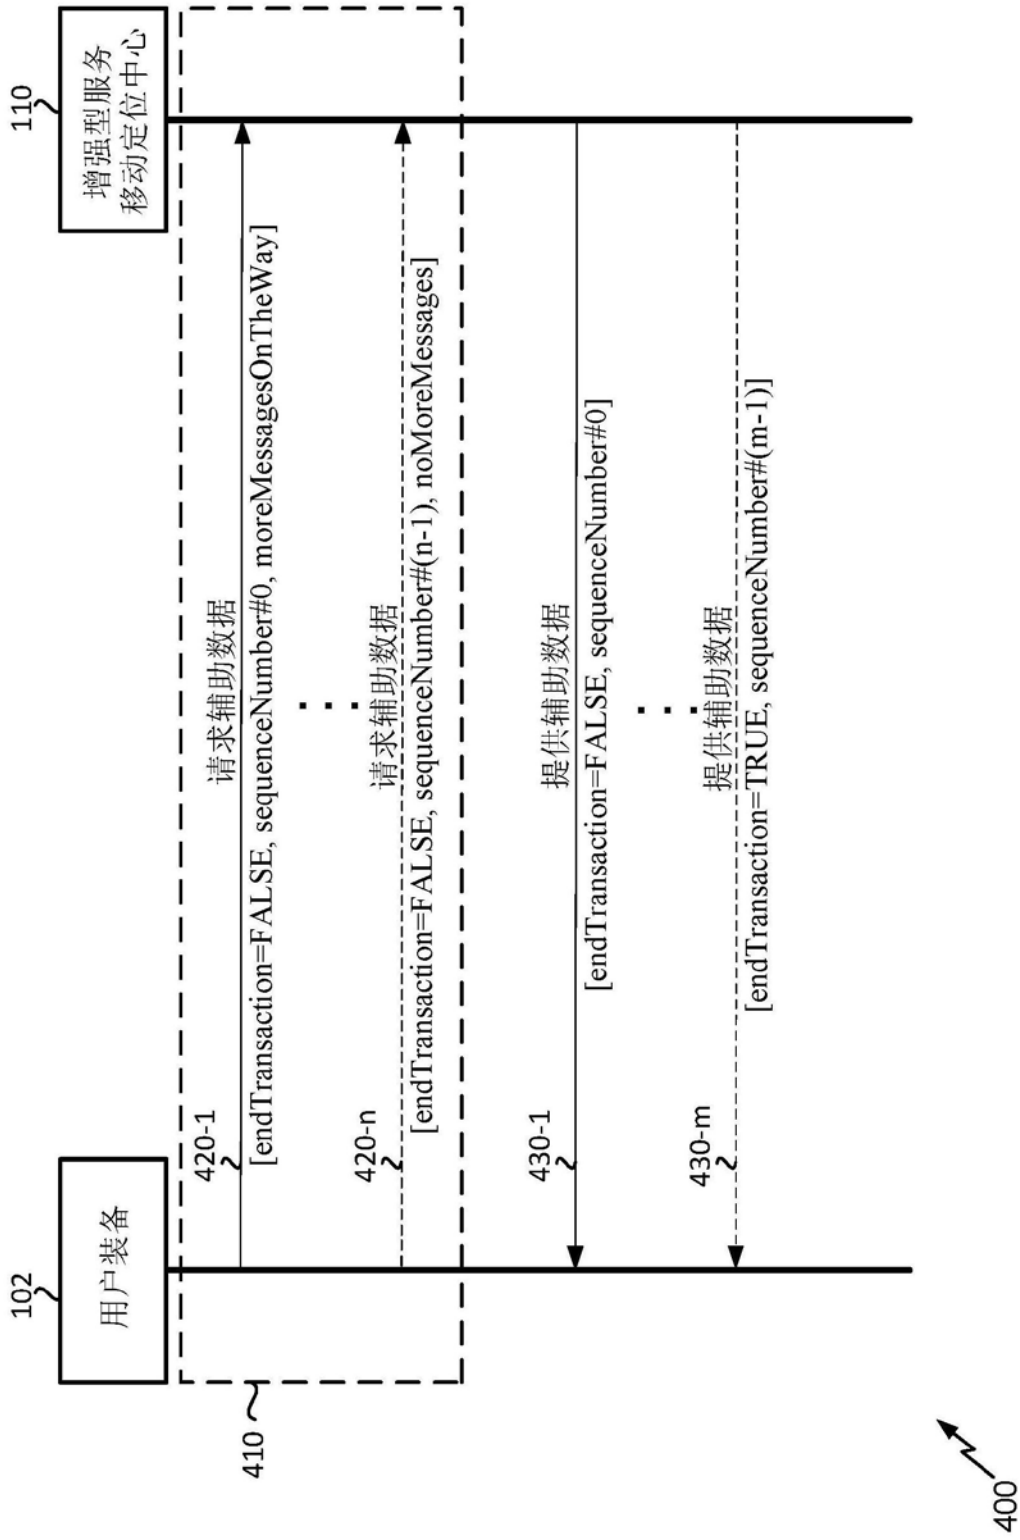 102
用户装备
110
增强型服务
移动定位中心
410
420-1
请求辅助数据
[endTransaction=FALSE, sequenceNumber#0, moreMessagesOnTheWay]
...
420-n
请求辅助数据
[endTransaction=FALSE, sequenceNumber#(n-1), noMoreMessages]
430-1
提供辅助数据
[endTransaction=FALSE, sequenceNumber#0]
...
430-m
提供辅助数据
[endTransaction=TRUE, sequenceNumber#(m-1)]
400